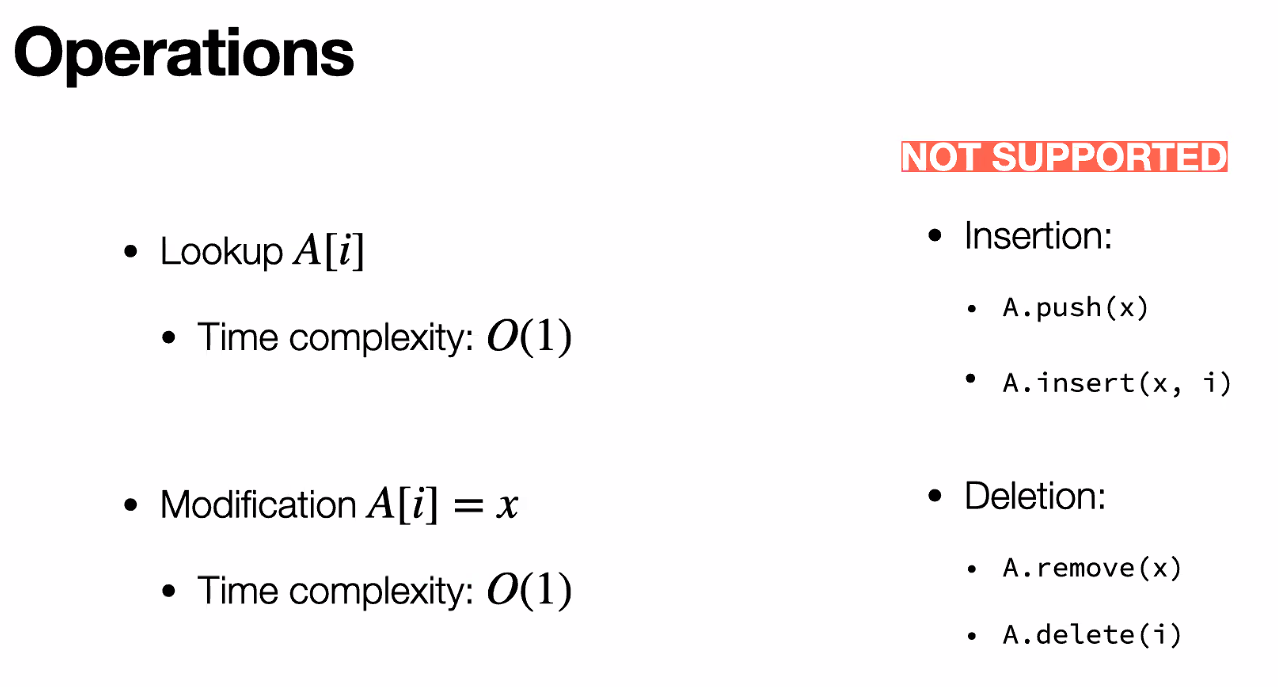 Operations
• Lookup A[i]
• Time complexity: O(1)
• Modification A[i] = x
• Time complexity: O(1)
NOT SUPPORTED
• Insertion:
• A.push(x)
• A.insert(x, i)
• Deletion:
• A.remove(x)
• A.delete(i)